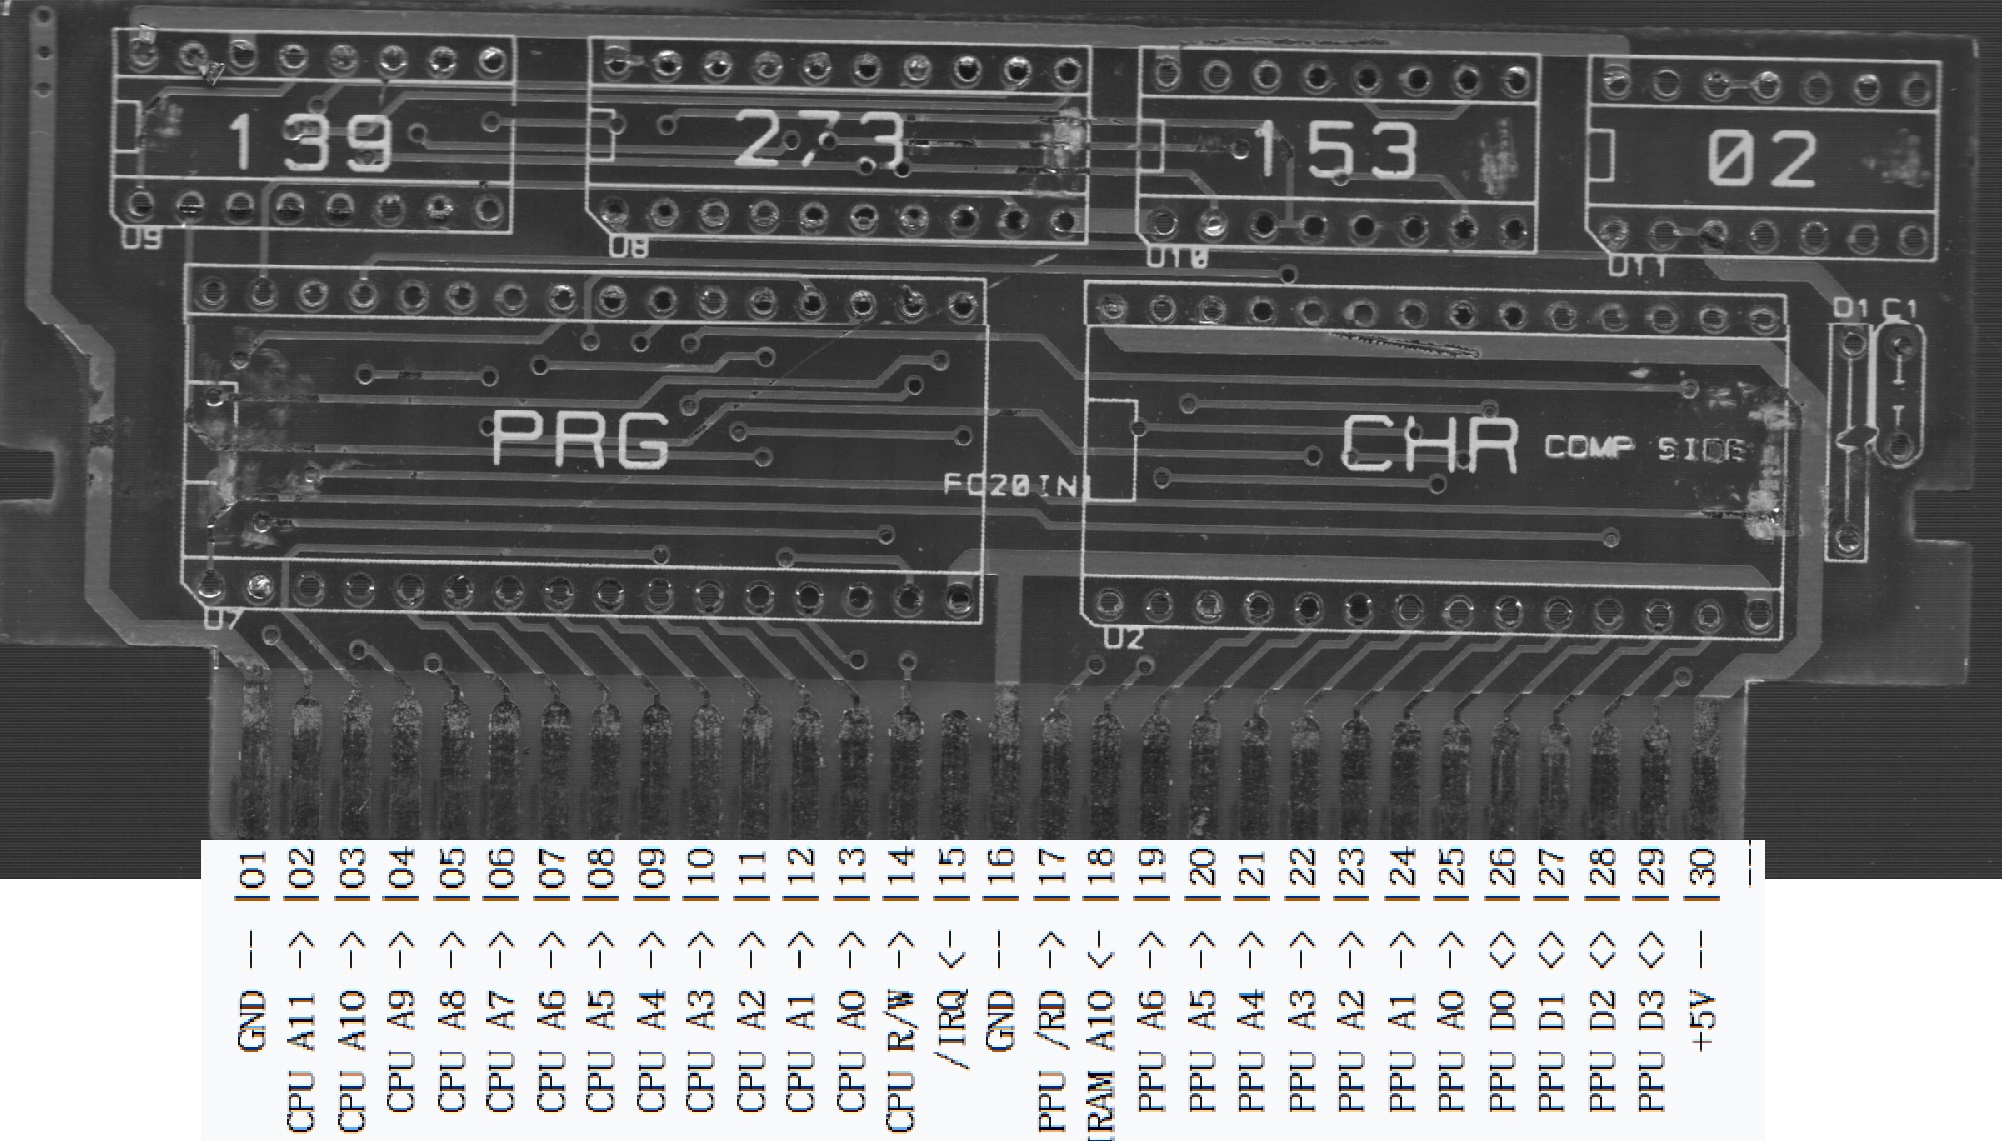 139
273
153
02
U9
U8
U10
U11
D1 C1
PRG
CHR
COMP SIDE
FC20IN
U7
U2
GND -- |01
CPU A11 -> |02
CPU A10 -> |03
CPU A9 -> |04
CPU A8 -> |05
CPU A7 -> |06
CPU A6 -> |07
CPU A5 -> |08
CPU A4 -> |09
CPU A3 -> |10
CPU A2 -> |11
CPU A1 -> |12
CPU A0 -> |13
CPU R/W -> |14
/IRQ <- |15
GND -- |16
PPU /RD -> |17
IRAM A10 <- |18
PPU A6 -> |19
PPU A5 -> |20
PPU A4 -> |21
PPU A3 -> |22
PPU A2 -> |23
PPU A1 -> |24
PPU A0 -> |25
PPU D0 <> |26
PPU D1 <> |27
PPU D2 <> |28
PPU D3 <> |29
+5V -- |30